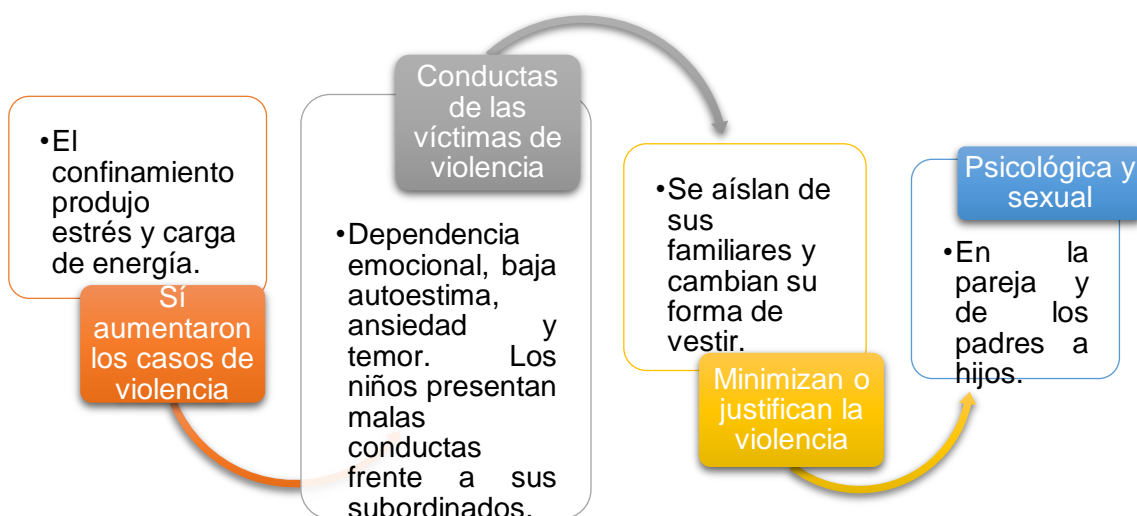 •El
confinamiento
produjo
estrés y carga
de energía.
Sí
aumentaron
los casos de
violencia
Conductas
de las
víctimas de
violencia
•Dependencia
emocional, baja
autoestima,
ansiedad y
temor. Los
niños presentan
malas
conductas
frente a sus
subordinados.
•Se aíslan de
sus
familiares y
cambian su
forma de
vestir.
Minimizan o
justifican la
violencia
Psicológica y
sexual
•En la
pareja y
de los
padres a
hijos.